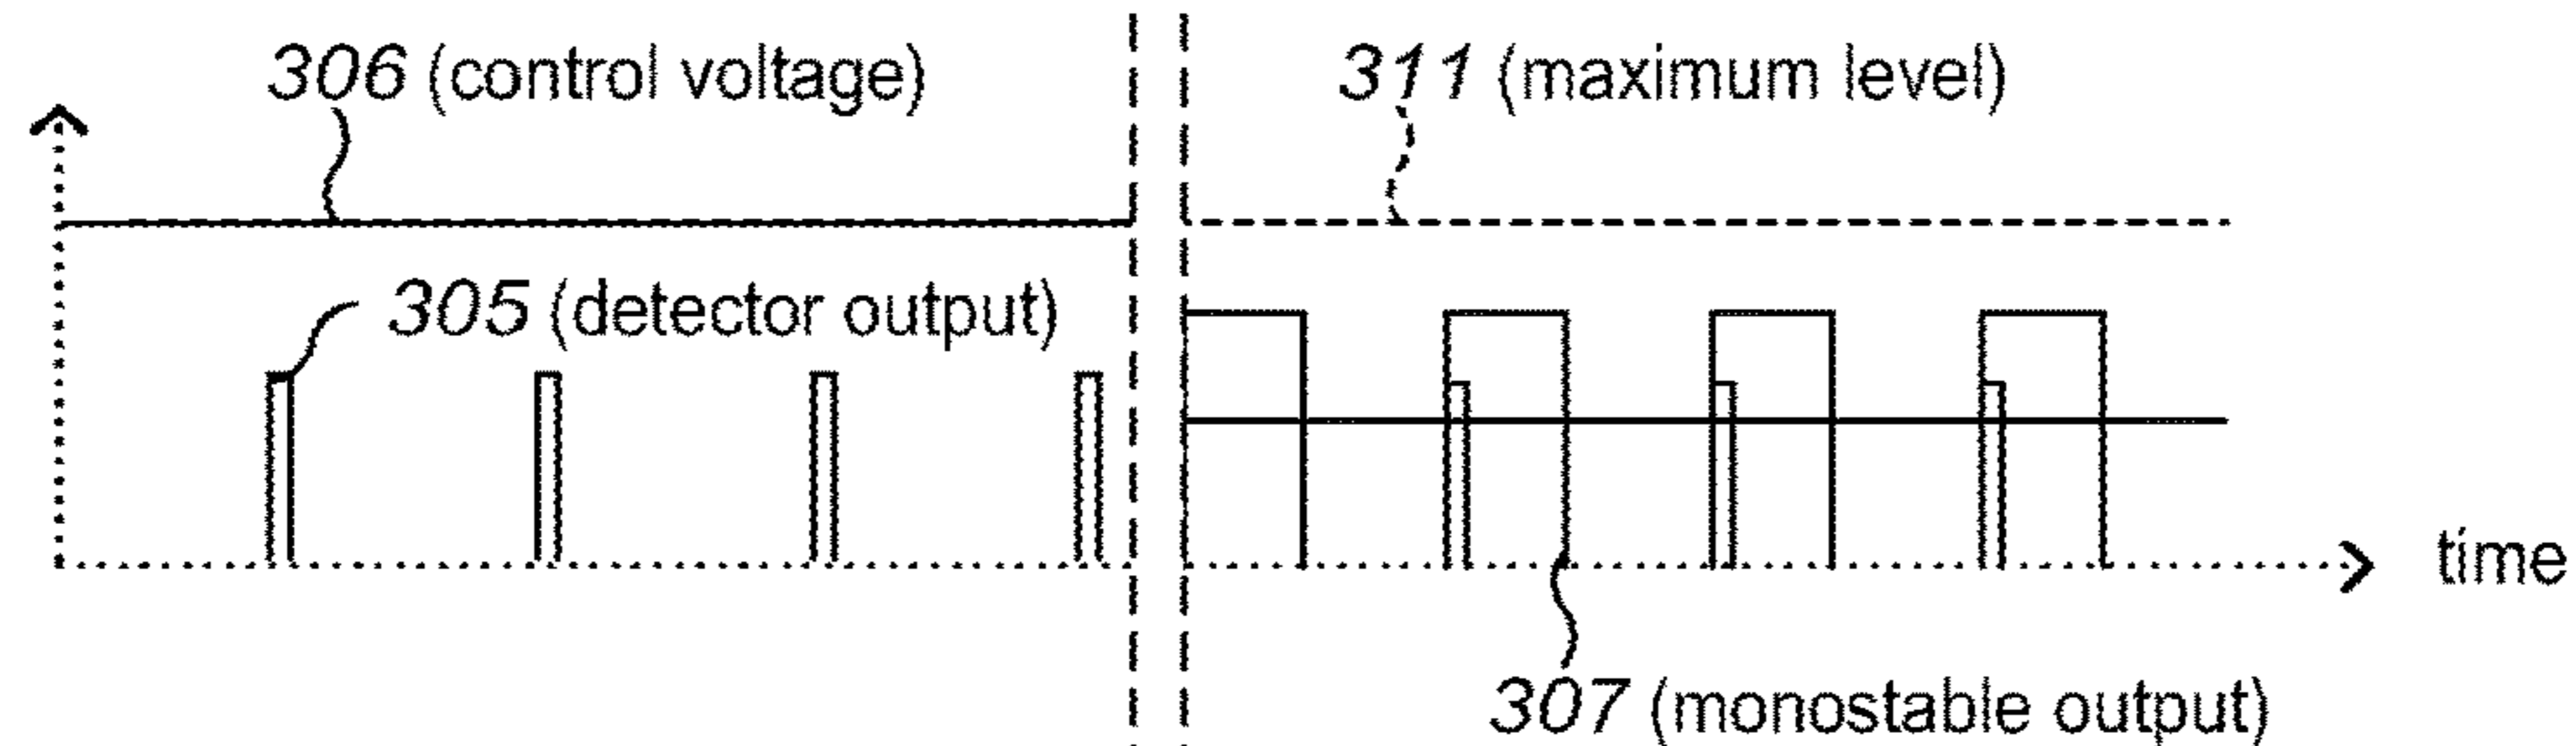 306 (control voltage)
311 (maximum level)
305 (detector output)
time
307 (monostable output)